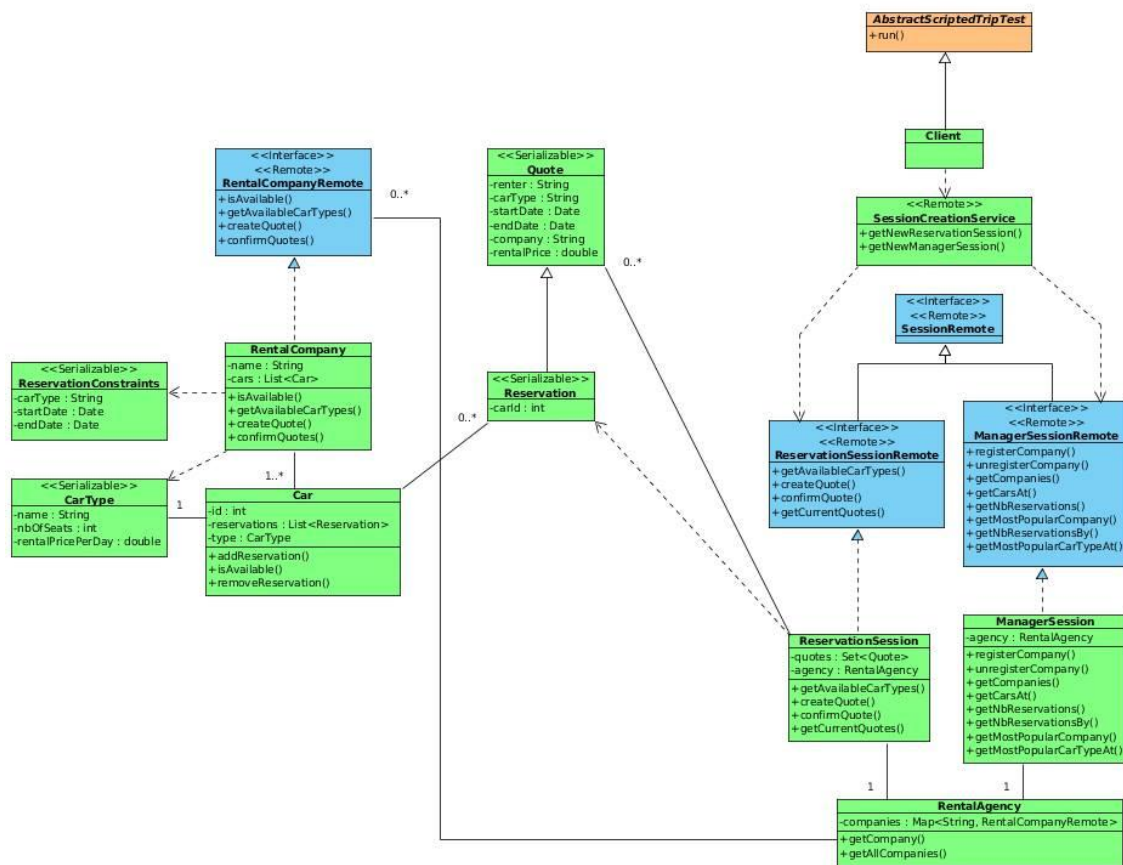 AbstractScriptedTripTest
+run()
Client
<<Interface>>
<<Remote>>
RentalCompanyRemote
+isAvailable()
+getAvailableCarTypes()
+createQuote()
+confirmQuotes()
0..*
<<Serializable>>
Quote
-renter : String
-carType : String
-startDate : Date
-endDate : Date
-company : String
-rentalPrice : double
0..*
<<Remote>>
SessionCreationService
+getNewReservationSession()
+getNewManagerSession()
<<Interface>>
<<Remote>>
SessionRemote
RentalCompany
-name : String
-cars : List<Car>
+isAvailable()
+getAvailableCarTypes()
+createQuote()
+confirmQuotes()
<<Serializable>>
ReservationConstraints
-carType : String
-startDate : Date
-endDate : Date
<<Serializable>>
Reservation
-carId : int
0..*
<<Interface>>
<<Remote>>
ReservationSessionRemote
+getAvailableCarTypes()
+createQuote()
+confirmQuote()
+getCurrentQuotes()
<<Interface>>
<<Remote>>
ManagerSessionRemote
+registerCompany()
+unregisterCompany()
+getCompanies()
+getCarsAt()
+getNbReservations()
+getMostPopularCompany()
+getNbReservationsBy()
+getMostPopularCarTypeAt()
<<Serializable>>
CarType
-name : String
-nbOfSeats : int
-rentalPricePerDay : double
1
1..*
Car
-id : int
-reservations : List<Reservation>
-type : CarType
+addReservation()
+isAvailable()
+removeReservation()
ReservationSession
-quotes : Set<Quote>
-agency : RentalAgency
+getAvailableCarTypes()
+createQuote()
+confirmQuote()
+getCurrentQuotes()
ManagerSession
-agency : RentalAgency
+registerCompany()
+unregisterCompany()
+getCompanies()
+getCarsAt()
+getNbReservations()
+getNbReservationsBy()
+getMostPopularCompany()
+getMostPopularCarTypeAt()
1
1
RentalAgency
-companies : Map<String, RentalCompanyRemote>
+getCompany()
+getAllCompanies()